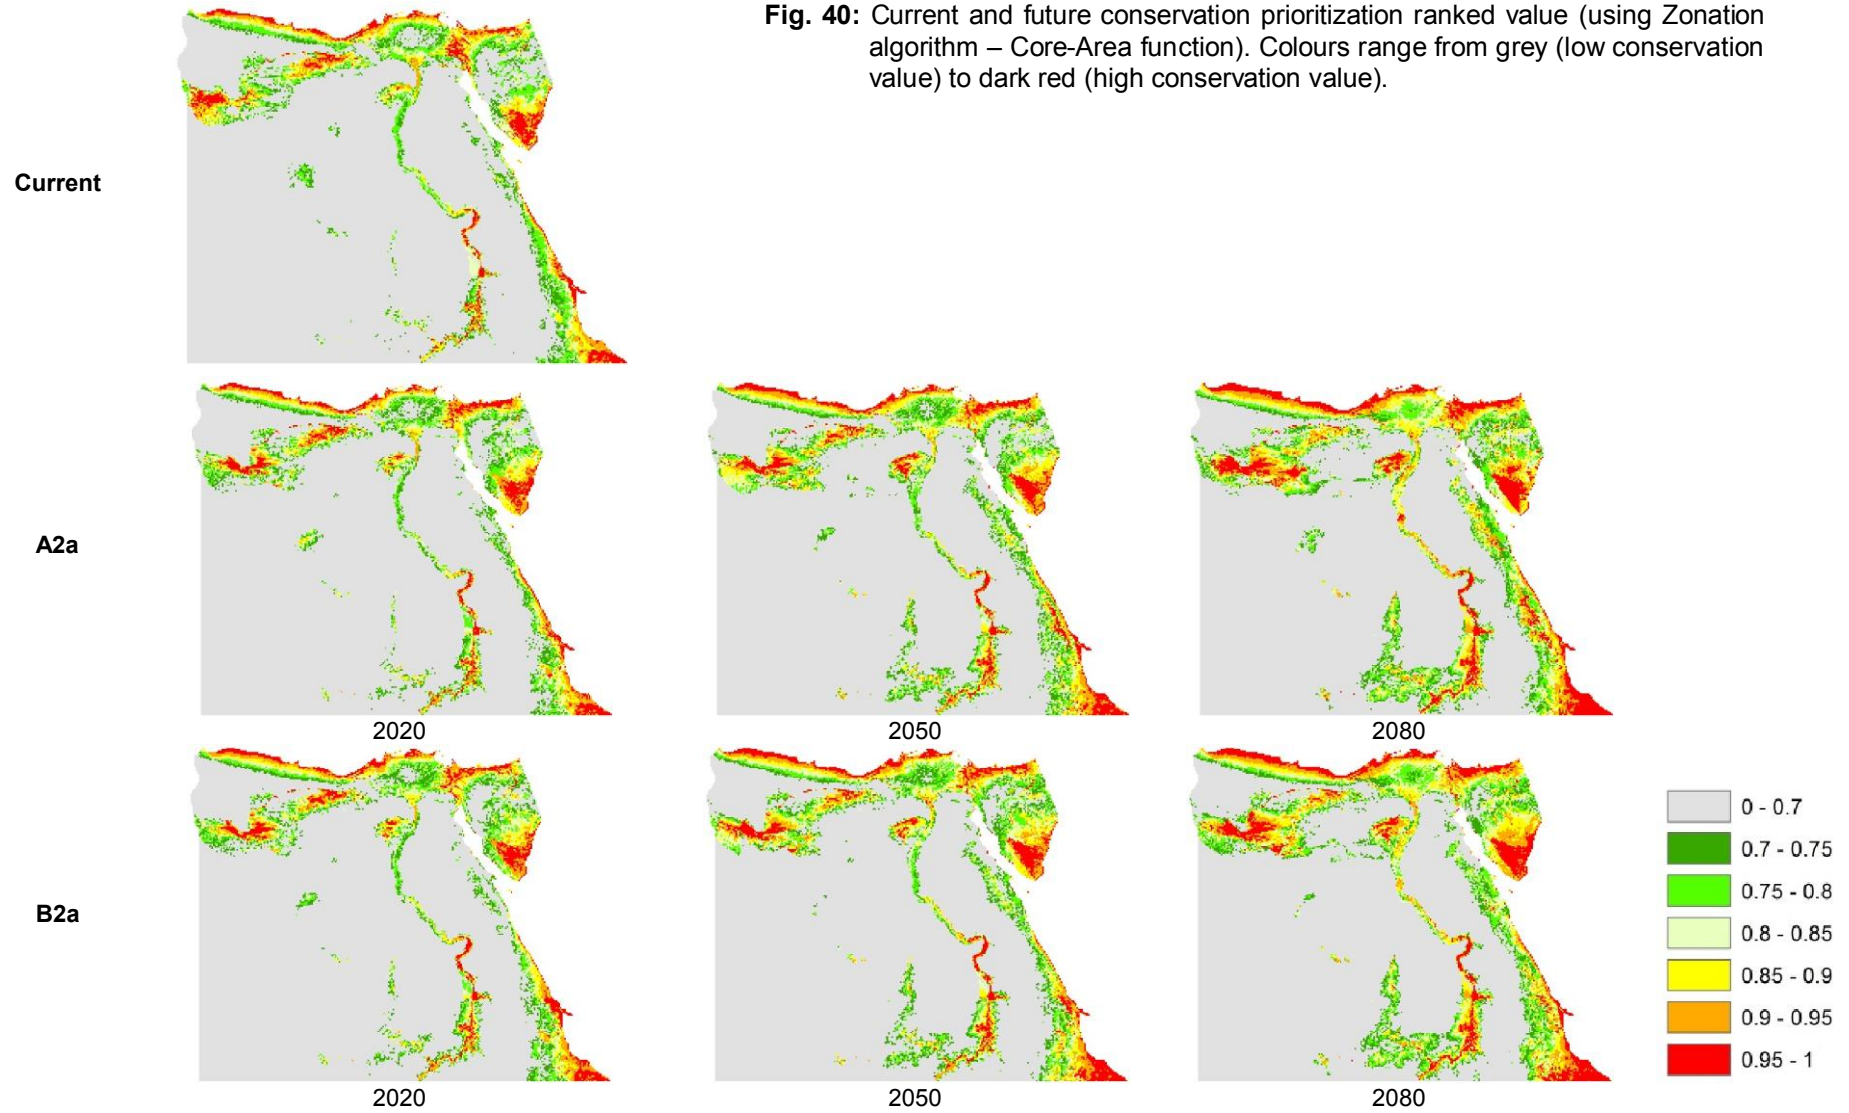 Fig. 40: Current and future conservation prioritization ranked value (using Zonation
algorithm – Core-Area function). Colours range from grey (low conservation
value) to dark red (high conservation value).
Current
A2a
2020
2050
2080
B2a
2020
2050
2080
0 - 0.7
0.7 - 0.75
0.75 - 0.8
0.8 - 0.85
0.85 - 0.9
0.9 - 0.95
0.95 - 1